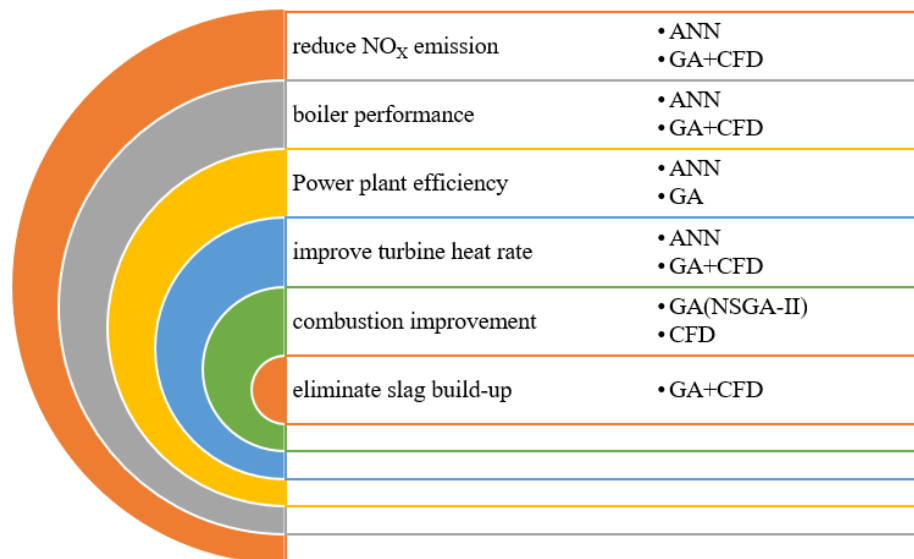 reduce NOX emission
• ANN
• GA+CFD
boiler performance
• ANN
• GA+CFD
Power plant efficiency
• ANN
• GA
improve turbine heat rate
• ANN
• GA+CFD
combustion improvement
• GA(NSGA-II)
• CFD
eliminate slag build-up
• GA+CFD